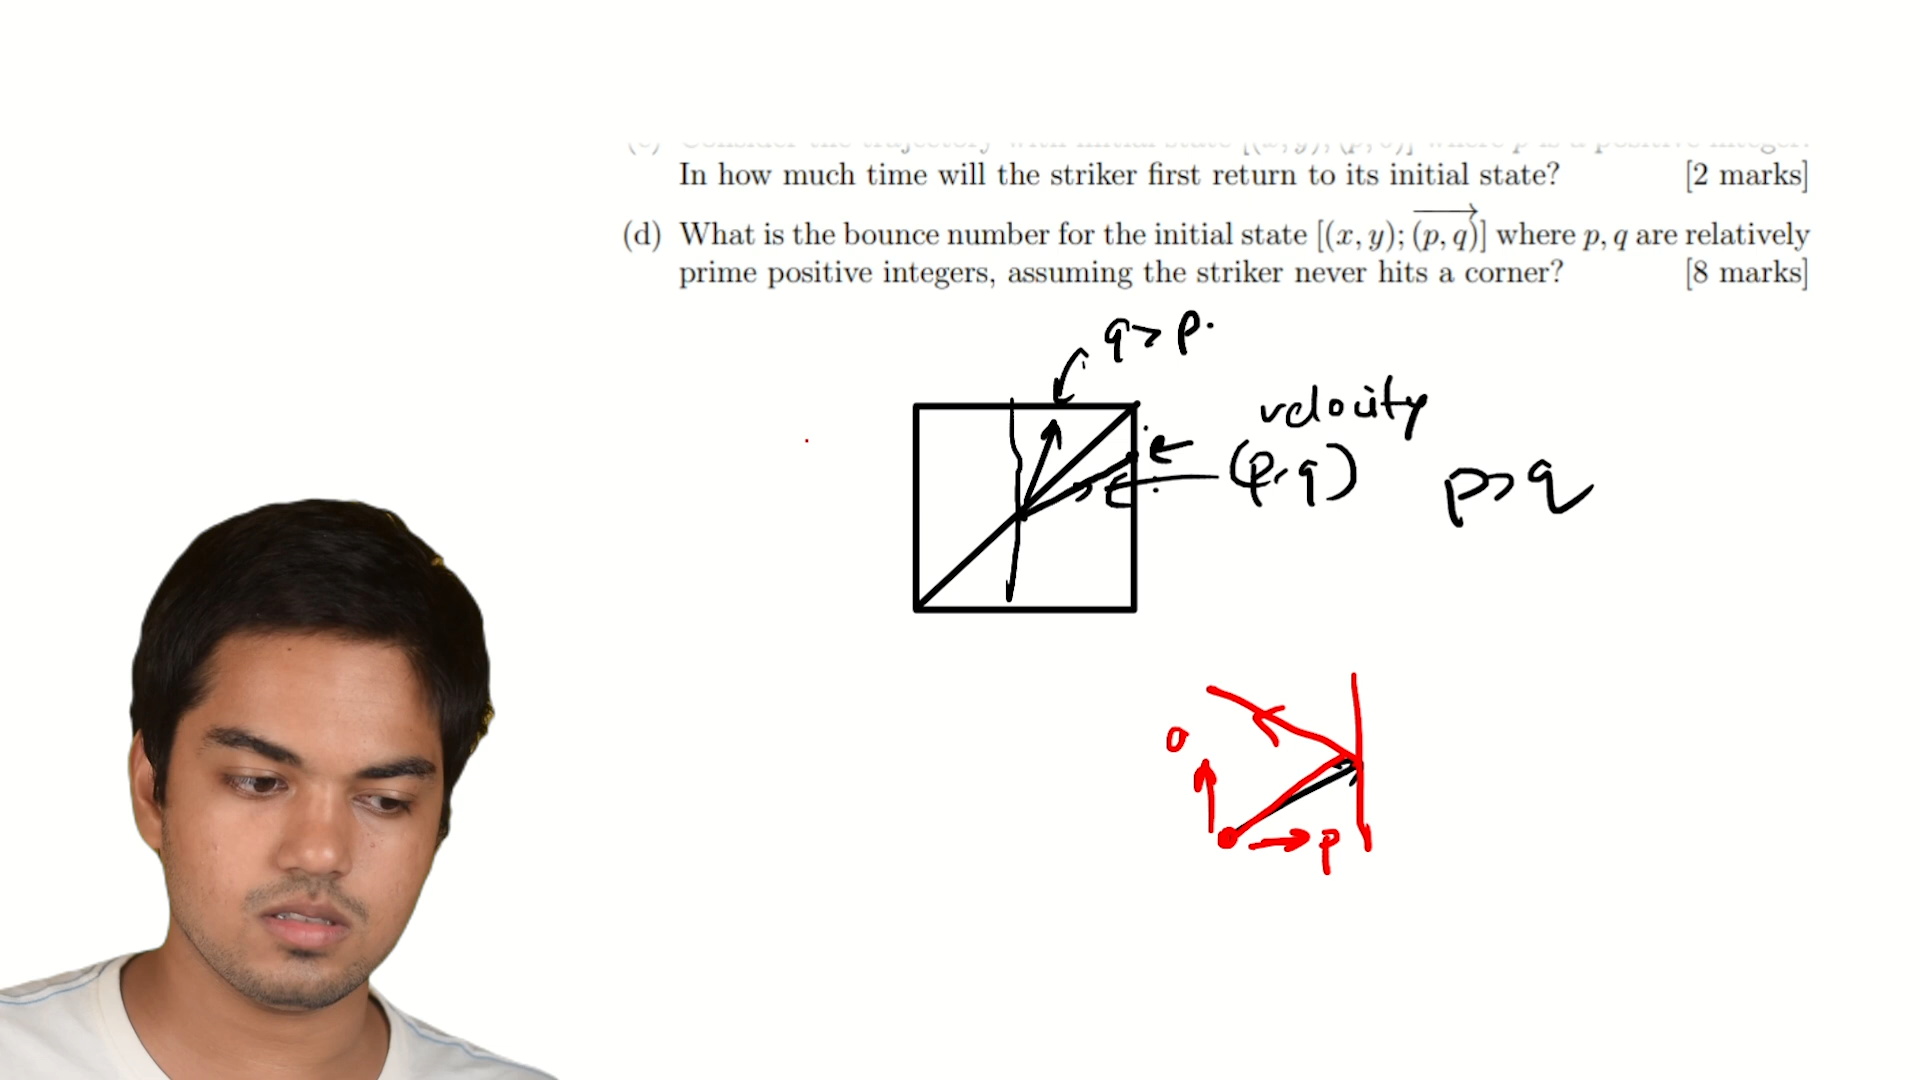 In how much time will the striker first return to its initial state? [2 marks]
(d) What is the bounce number for the initial state [(x, y); (p, q)] where p, q are relatively
prime positive integers, assuming the striker never hits a corner? [8 marks]
q > p.
velocity
(p, q) p > q
p